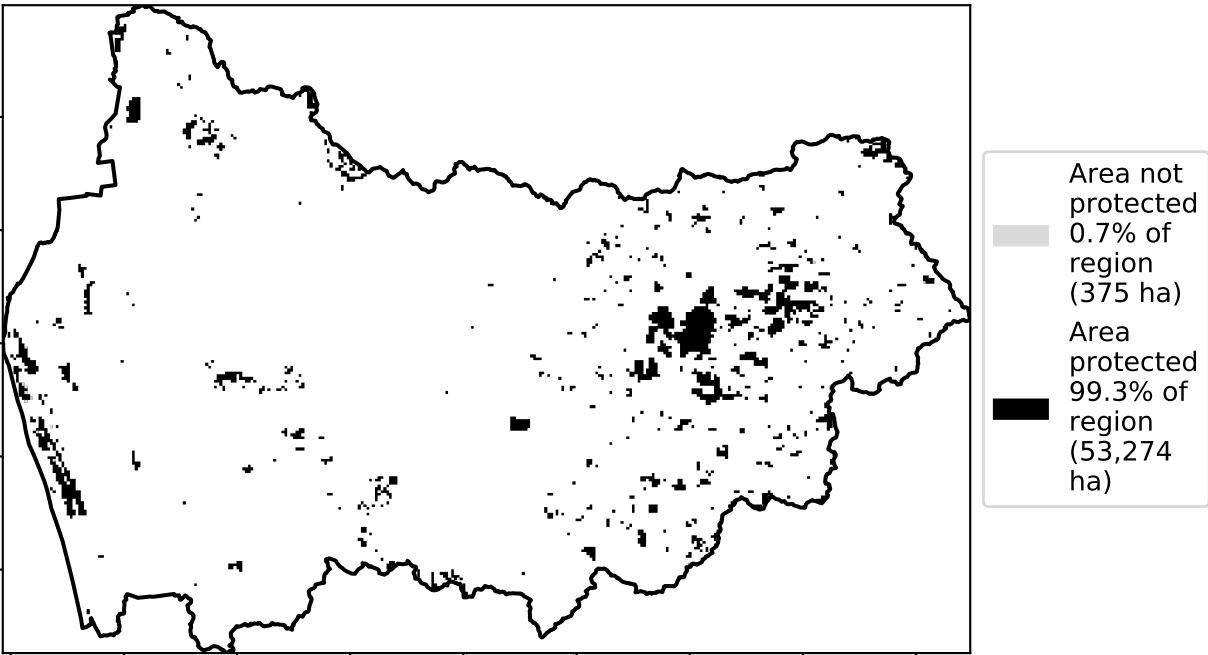 Area not
protected
0.7% of
region
(375 ha)
Area
protected
99.3% of
region
(53,274
ha)